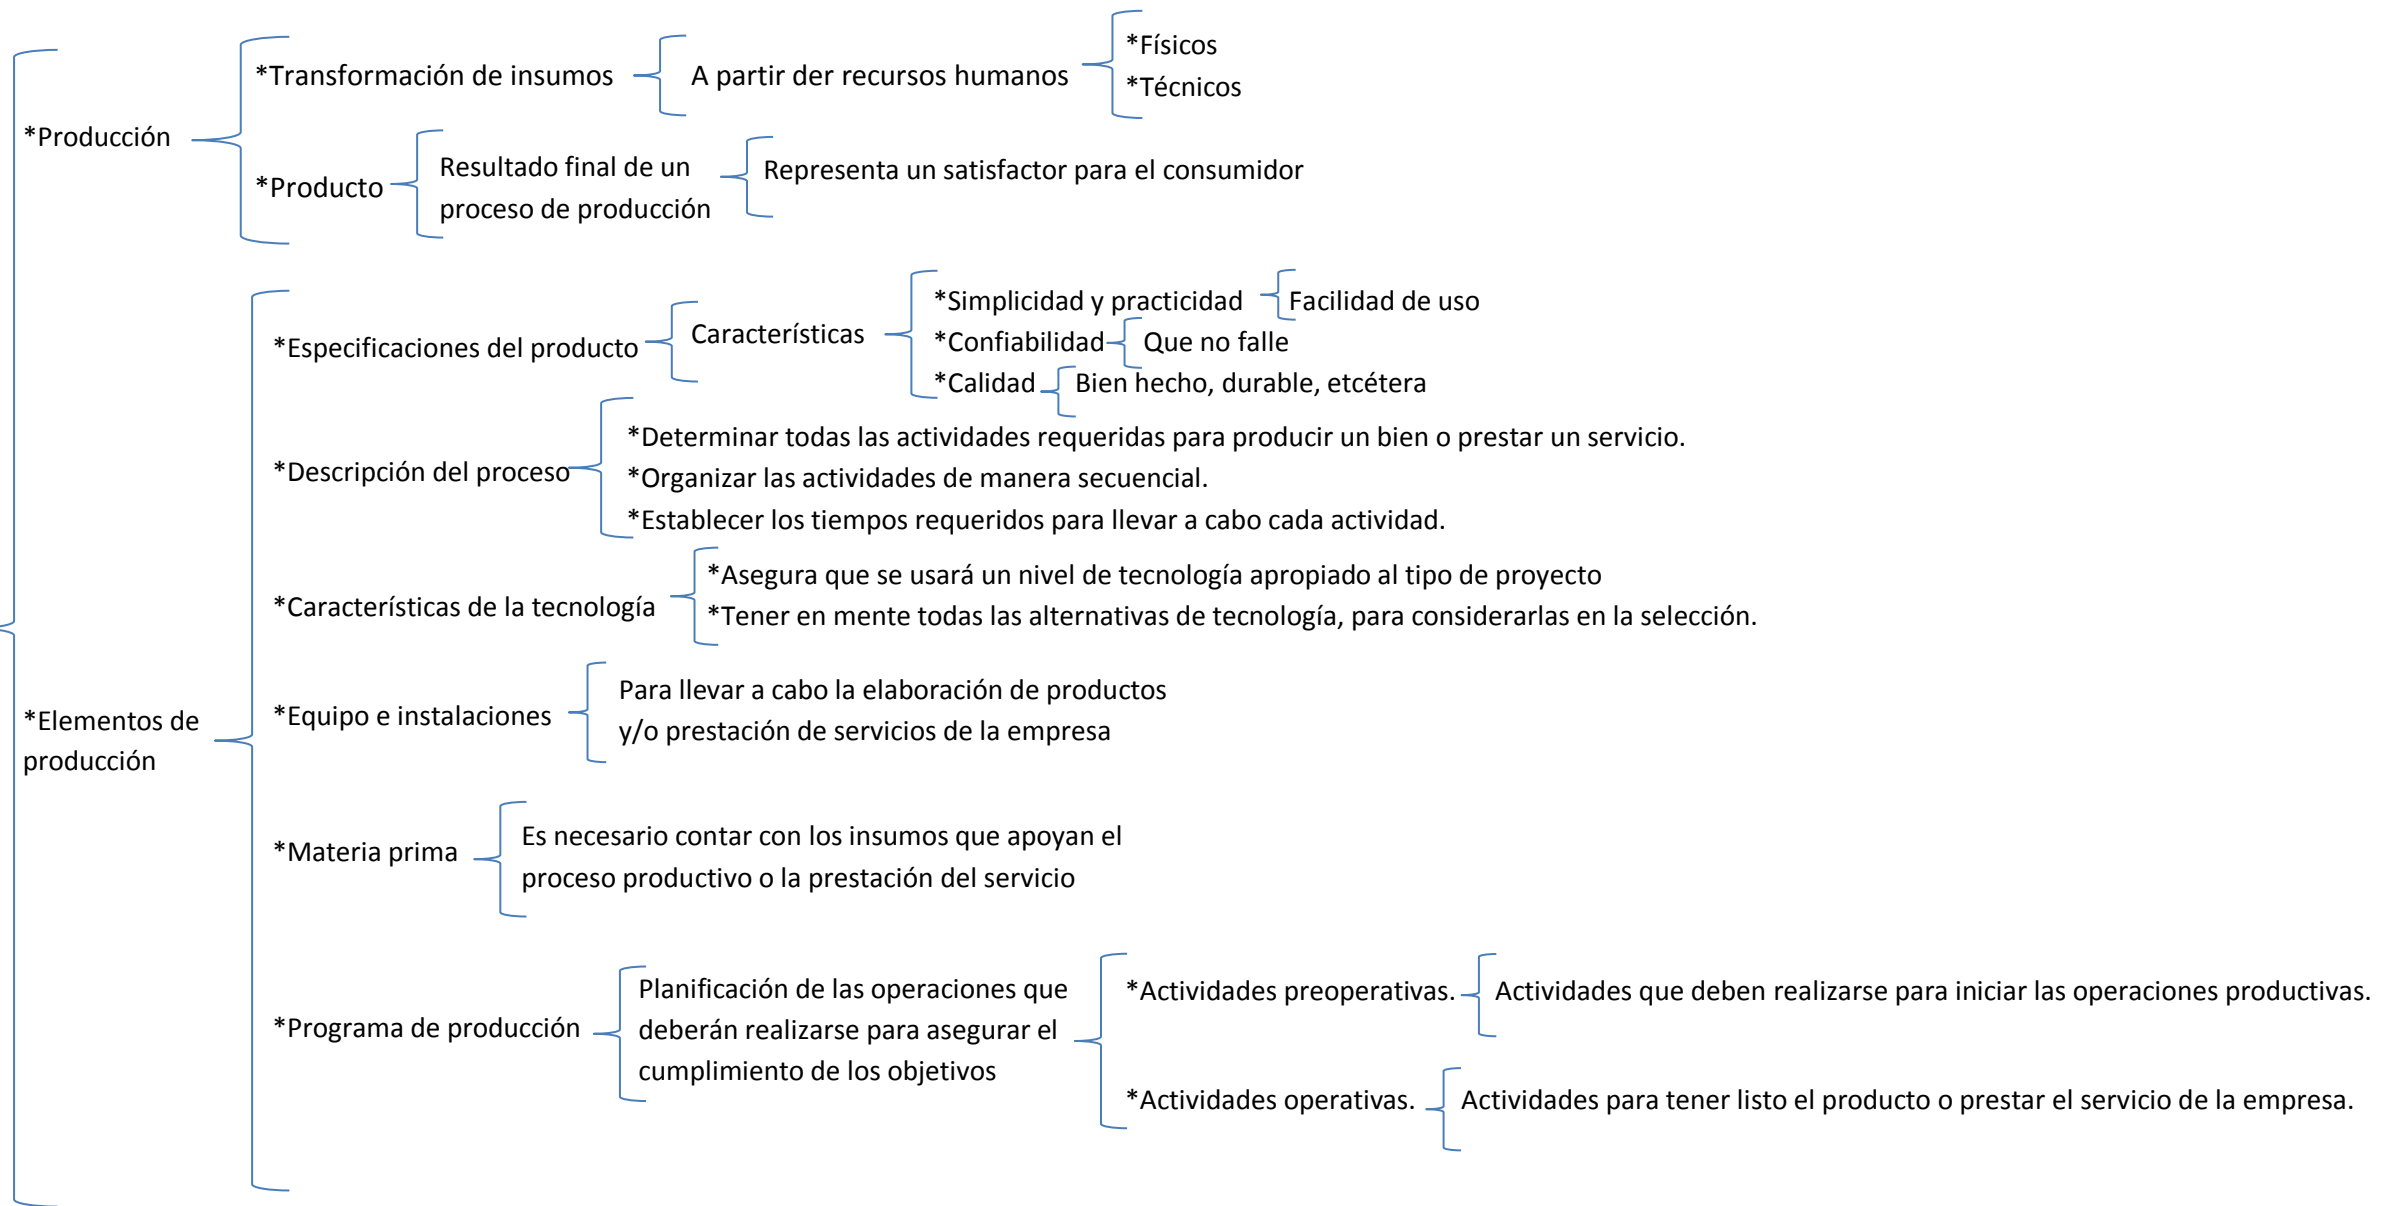 *Producción
*Transformación de insumos
A partir der recursos humanos
*Físicos
*Técnicos
*Producto
Resultado final de un
proceso de producción
Representa un satisfactor para el consumidor
*Elementos de
producción
*Especificaciones del producto
Características
*Simplicidad y practicidad
Facilidad de uso
*Confiabilidad
Que no falle
*Calidad
Bien hecho, durable, etcétera
*Descripción del proceso
*Determinar todas las actividades requeridas para producir un bien o prestar un servicio.
*Organizar las actividades de manera secuencial.
*Establecer los tiempos requeridos para llevar a cabo cada actividad.
*Características de la tecnología
*Asegura que se usará un nivel de tecnología apropiado al tipo de proyecto
*Tener en mente todas las alternativas de tecnología, para considerarlas en la selección.
*Equipo e instalaciones
Para llevar a cabo la elaboración de productos
y/o prestación de servicios de la empresa
*Materia prima
Es necesario contar con los insumos que apoyan el
proceso productivo o la prestación del servicio
*Programa de producción
Planificación de las operaciones que
deberán realizarse para asegurar el
cumplimiento de los objetivos
*Actividades preoperativas.
Actividades que deben realizarse para iniciar las operaciones productivas.
*Actividades operativas.
Actividades para tener listo el producto o prestar el servicio de la empresa.